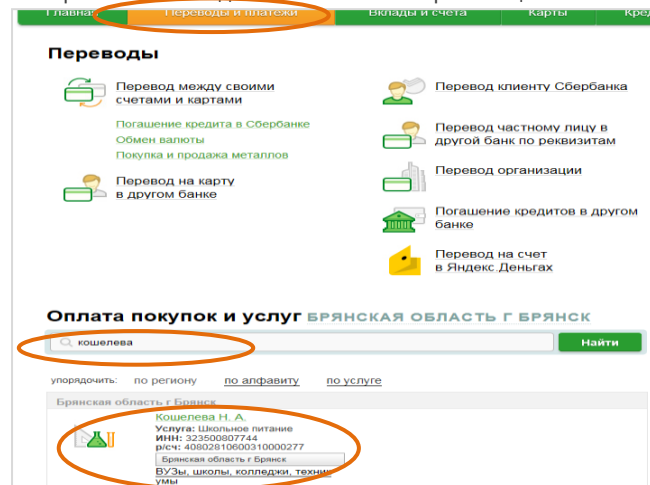 Главная Переводы и платежи Вклады и счета Карты Кре
Переводы
Перевод между своими
счетами и картами
Погашение кредита в Сбербанке
Обмен валюты
Покупка и продажа металлов
Перевод на карту
в другом банке
Перевод клиенту Сбербанка
Перевод частному лицу в
другой банк по реквизитам
Перевод организации
Погашение кредитов в другом
банке
Перевод на счет
в Яндекс.Деньгах
Оплата покупок и услуг БРЯНСКАЯ ОБЛАСТЬ Г БРЯНСК
кошелева Найти
упорядочить: по региону по алфавиту по услуге
Брянская область г Брянск
Кошелева Н. А.
Услуга: Школьное питание
ИНН: 323500807744
р/сч: 40802810600310000277
Брянская область г Брянск
ВУЗы, школы, колледжи, техник
умы